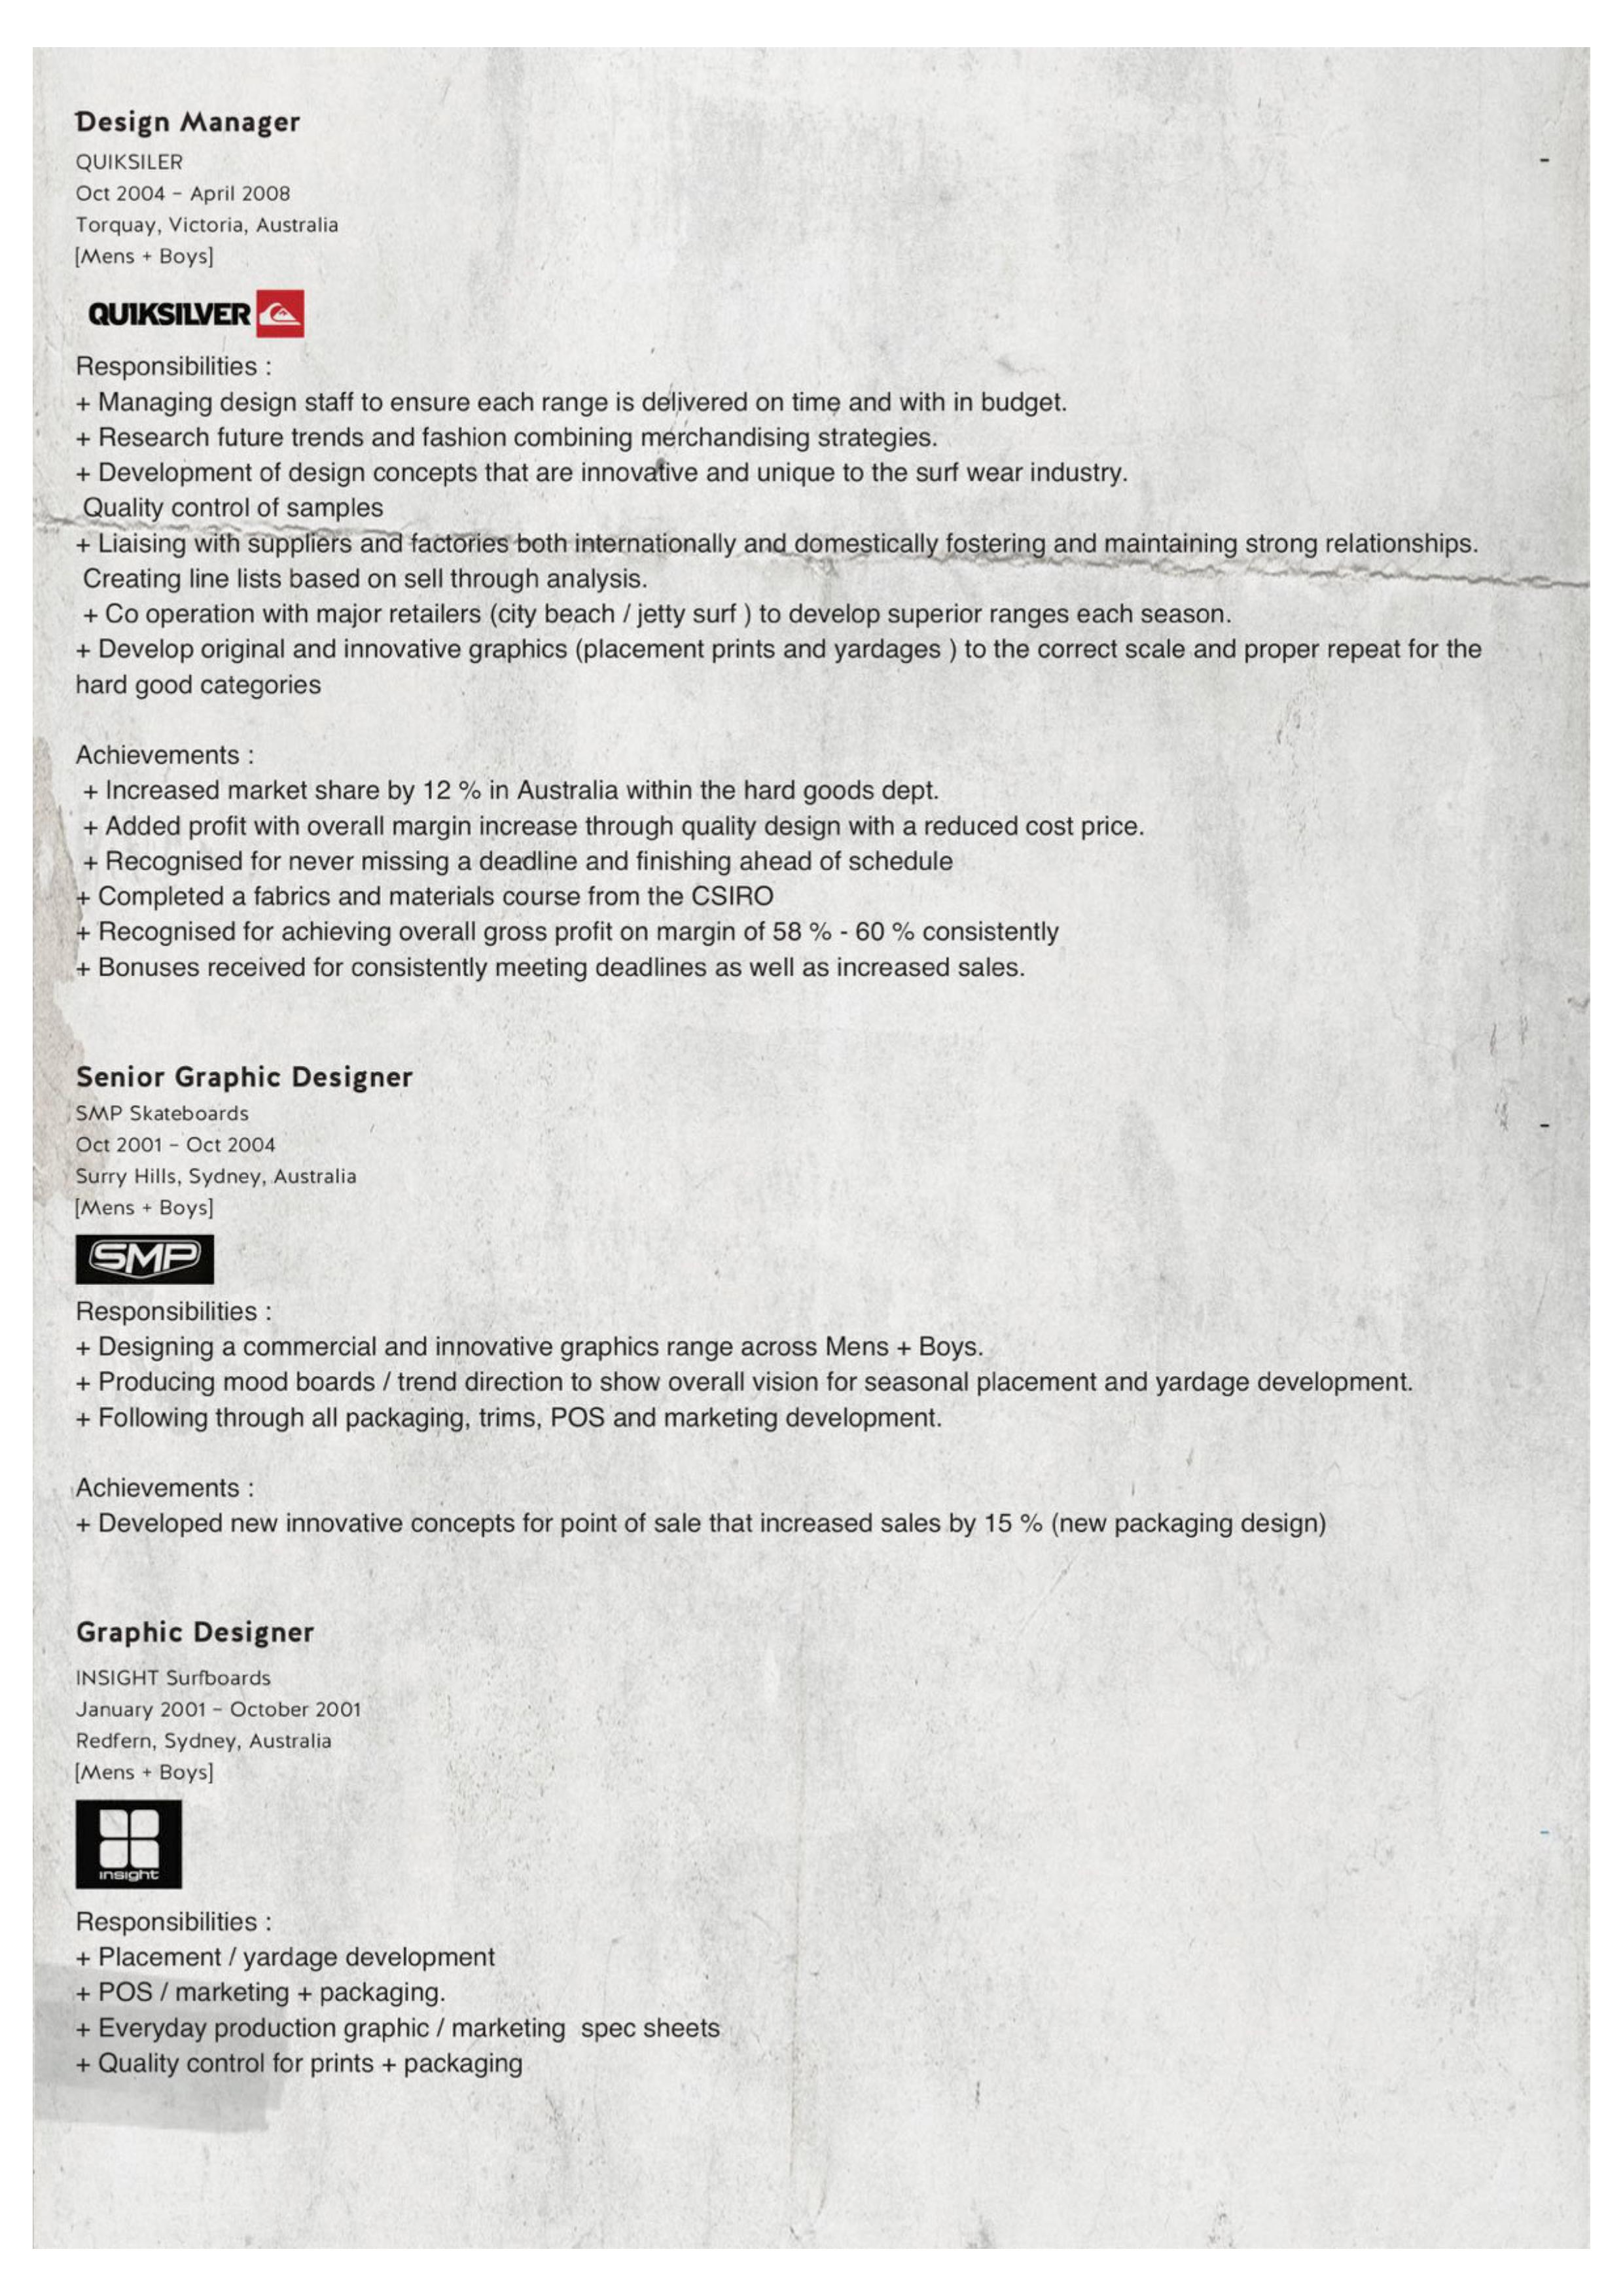 Design Manager
QUIKSILER
Oct 2004 – April 2008
Torquay, Victoria, Australia
[Mens + Boys]
QUIKSILVER
Responsibilities :
+ Managing design staff to ensure each range is delivered on time and with in budget.
+ Research future trends and fashion combining merchandising strategies.
+ Development of design concepts that are innovative and unique to the surf wear industry.
Quality control of samples
+ Liaising with suppliers and factories both internationally and domestically fostering and maintaining strong relationships.
Creating line lists based on sell through analysis.
+ Co operation with major retailers (city beach / jetty surf ) to develop superior ranges each season.
+ Develop original and innovative graphics (placement prints and yardages ) to the correct scale and proper repeat for the
hard good categories
Achievements :
+ Increased market share by 12 % in Australia within the hard goods dept.
+ Added profit with overall margin increase through quality design with a reduced cost price.
+ Recognised for never missing a deadline and finishing ahead of schedule
+ Completed a fabrics and materials course from the CSIRO
+ Recognised for achieving overall gross profit on margin of 58 % - 60 % consistently
+ Bonuses received for consistently meeting deadlines as well as increased sales.
Senior Graphic Designer
SMP Skateboards
Oct 2001 – Oct 2004
Surry Hills, Sydney, Australia
[Mens + Boys]
SMP
Responsibilities :
+ Designing a commercial and innovative graphics range across Mens + Boys.
+ Producing mood boards / trend direction to show overall vision for seasonal placement and yardage development.
+ Following through all packaging, trims, POS and marketing development.
Achievements :
+ Developed new innovative concepts for point of sale that increased sales by 15 % (new packaging design)
Graphic Designer
INSIGHT Surfboards
January 2001 – October 2001
Redfern, Sydney, Australia
[Mens + Boys]
insight
Responsibilities :
+ Placement / yardage development
+ POS / marketing + packaging.
+ Everyday production graphic / marketing  spec sheets
+ Quality control for prints + packaging